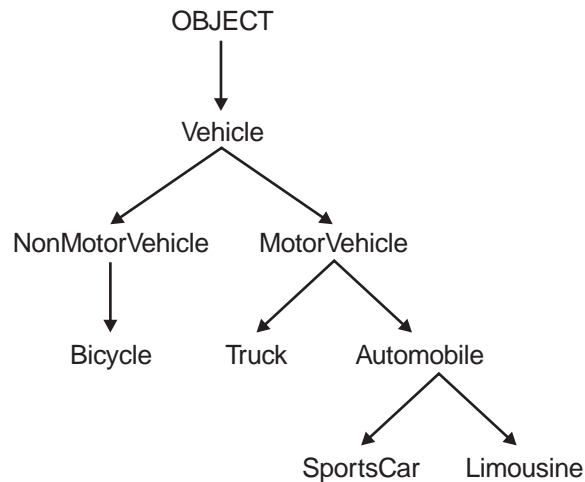 OBJECT
Vehicle
NonMotorVehicle MotorVehicle
Bicycle Truck Automobile
SportsCar Limousine